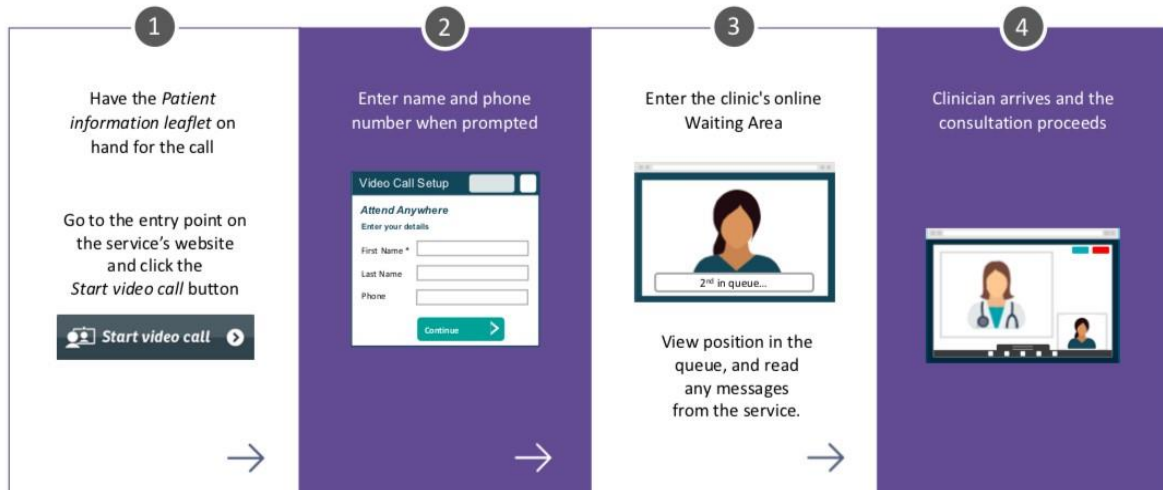 1
Have the Patient
information leaflet on
hand for the call
Go to the entry point on
the service's website
and click the
Start video call button
Start video call
2
Enter name and phone
number when prompted
Video Call Setup
Attend Anywhere
Enter your details
First Name *
Last Name
Phone
Continue
3
Enter the clinic's online
Waiting Area
2nd in queue...
View position in the
queue, and read
any messages
from the service.
4
Clinician arrives and the
consultation proceeds